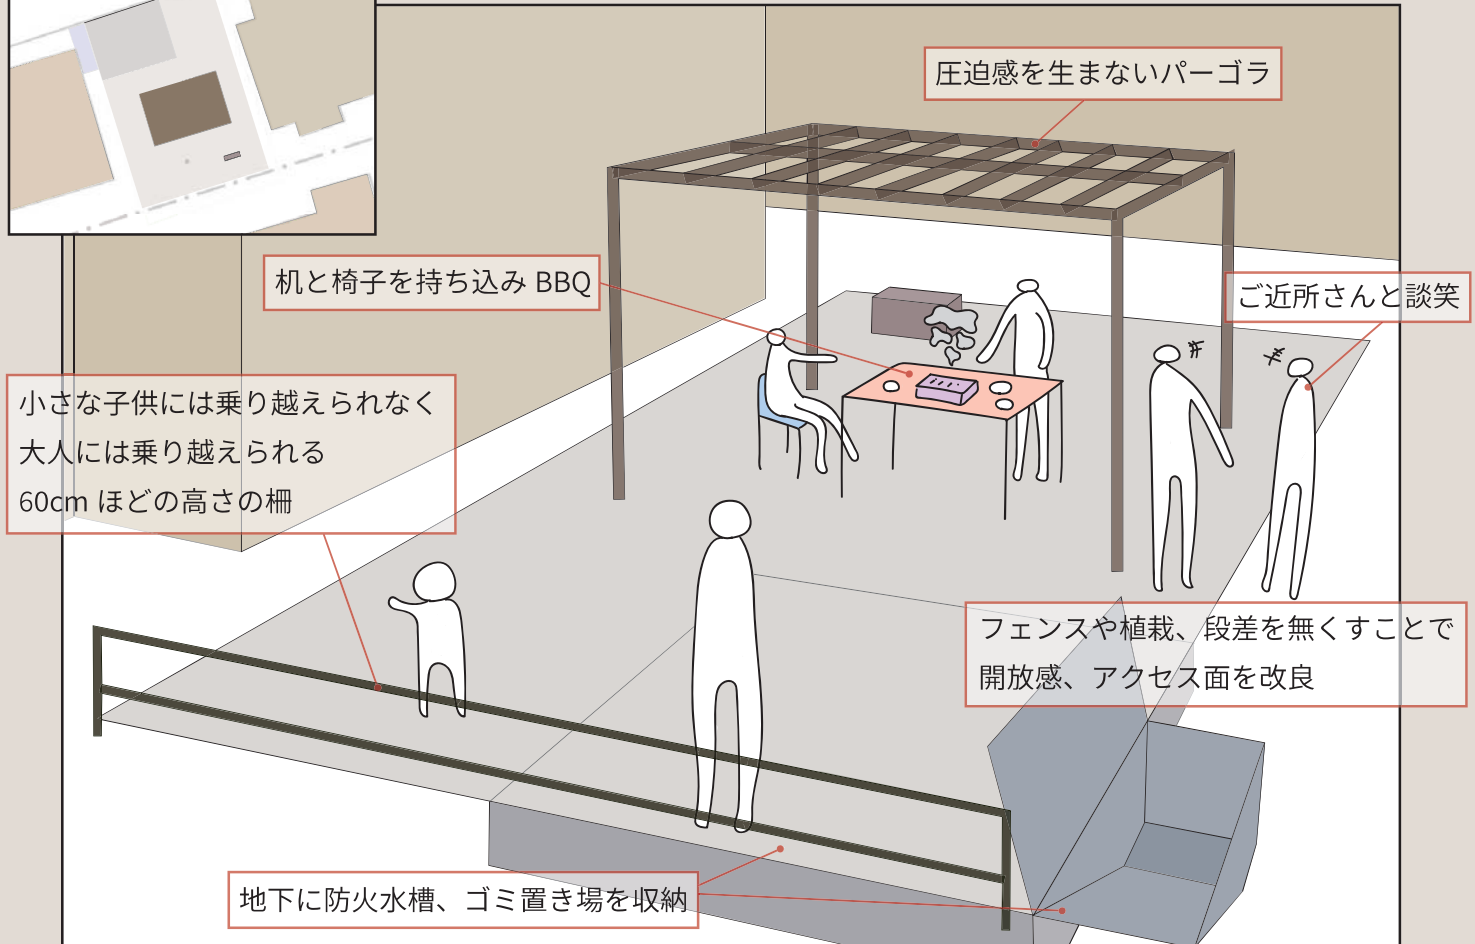 圧迫感を生まないパーゴラ
机と椅子を持ち込み BBQ
ご近所さんと談笑
小さな子供には乗り越えられなく
大人には乗り越えられる
60cm ほどの高さの柵
フェンスや植栽、段差を無くすことで
開放感、アクセス面を改良
地下に防火水槽、ゴミ置き場を収納